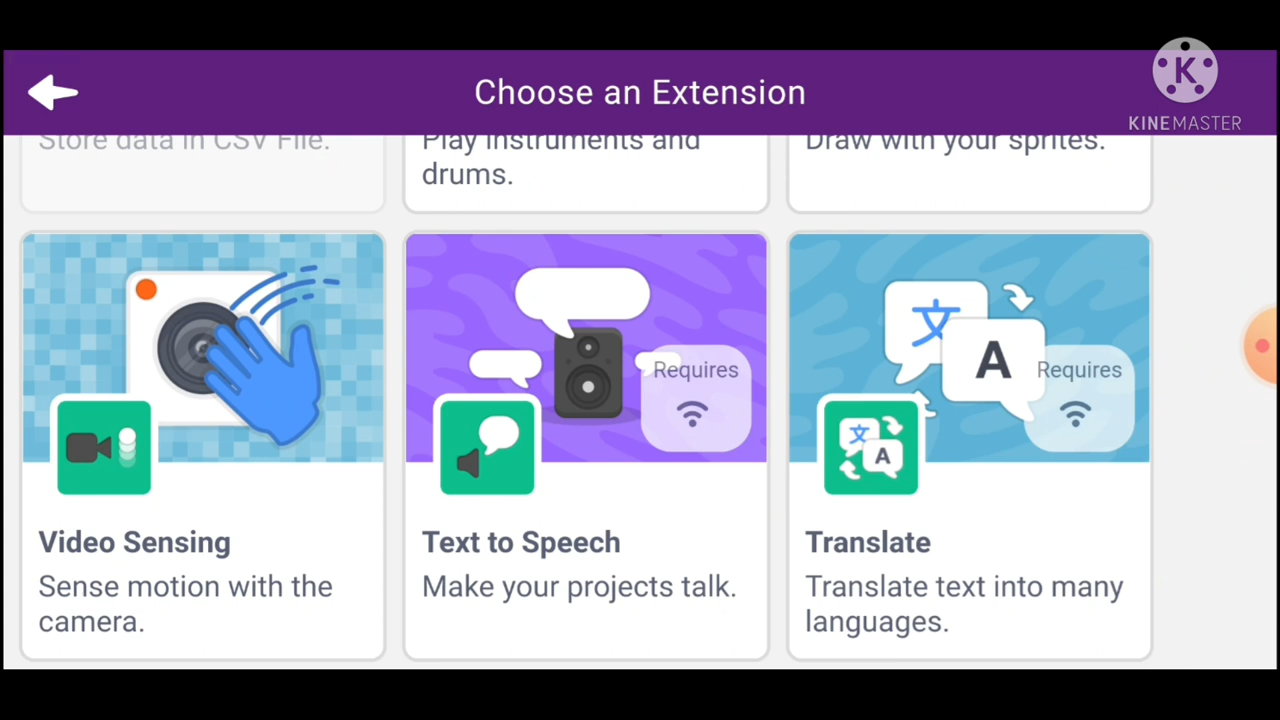 Choose an Extension
K
KINEMASTER
Store data in CSV File.
Play instruments and
drums.
Draw with your sprites.
文
A
Requires
Requires
文
A
Video Sensing
Sense motion with the
camera.
Text to Speech
Make your projects talk.
Translate
Translate text into many
languages.